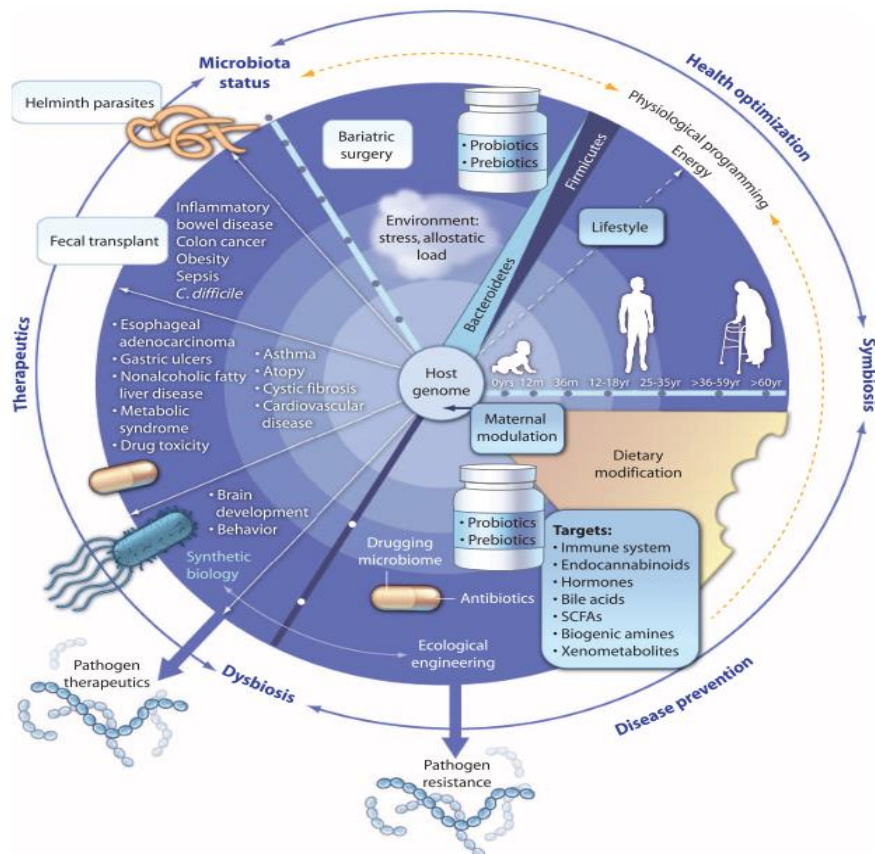 Microbiota
status
Health optimization
Helminth parasites
Physiological programming
Energy
Bariatric
surgery
• Probiotics
• Prebiotics
Firmicutes
Bacteroidetes
Environment:
stress, allostatic
load
Lifestyle
Fecal transplant
Inflammatory
bowel disease
Colon cancer
Obesity
Sepsis
C. difficile
Therapeutics
• Esophageal
adenocarcinoma
• Gastric ulcers
• Nonalcoholic fatty
liver disease
• Metabolic
syndrome
• Drug toxicity
• Asthma
• Atopy
• Cystic fibrosis
• Cardiovascular
disease
Host
genome
0yrs 12m 36m 12-18yr 25-35yr >36-59yr >60yr
Symbiosis
Maternal
modulation
Dietary
modification
• Brain
development
• Behavior
Synthetic
biology
• Probiotics
• Prebiotics
Drugging
microbiome
Antibiotics
Targets:
• Immune system
• Endocannabinoids
• Hormones
• Bile acids
• SCFAs
• Biogenic amines
• Xenometabolites
Ecological
engineering
Pathogen
therapeutics
Dysbiosis
Disease prevention
Pathogen
resistance